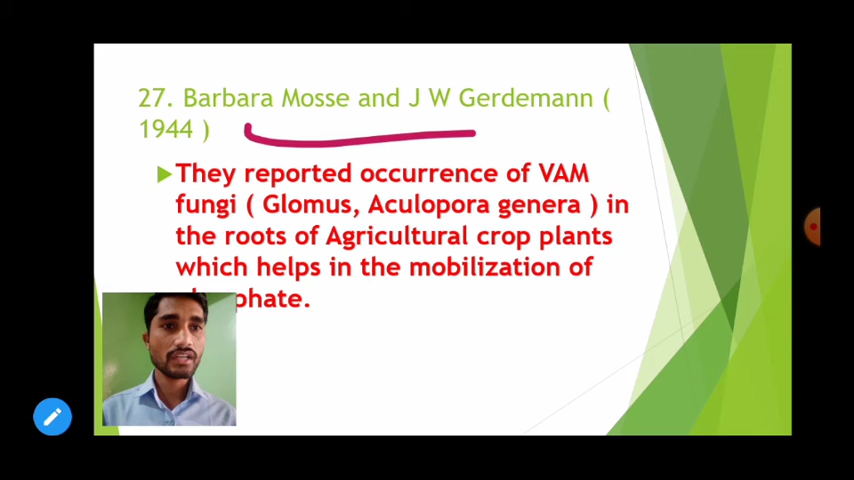 27. Barbara Mosse and J W Gerdemann (
1944 )
They reported occurrence of VAM
fungi ( Glomus, Aculopora genera ) in
the roots of Agricultural crop plants
which helps in the mobilization of